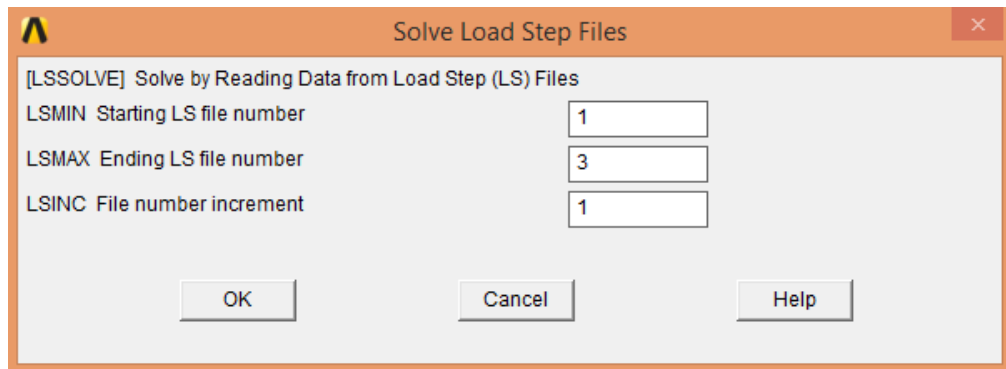 Solve Load Step Files
[LSSOLVE] Solve by Reading Data from Load Step (LS) Files
LSMIN Starting LS file number 1
LSMAX Ending LS file number 3
LSINC File number increment 1
OK Cancel Help